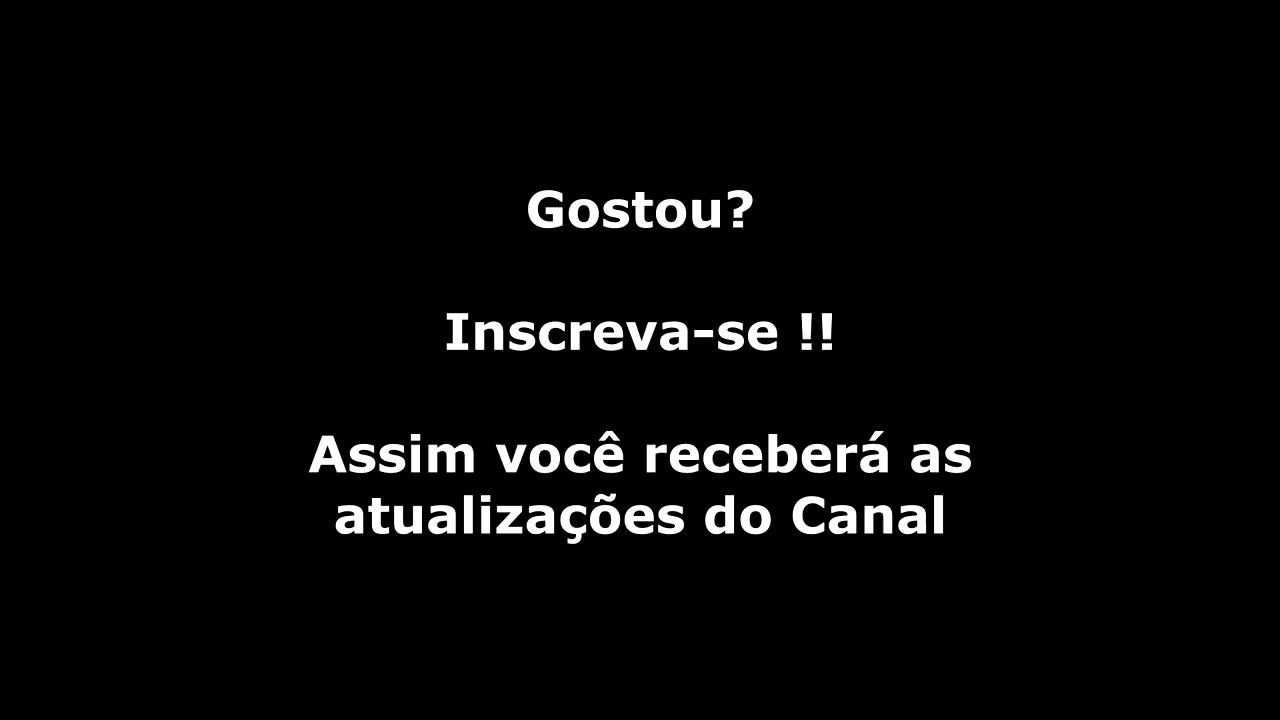 Gostou?
Inscreva-se !!
Assim você receberá as
atualizações do Canal